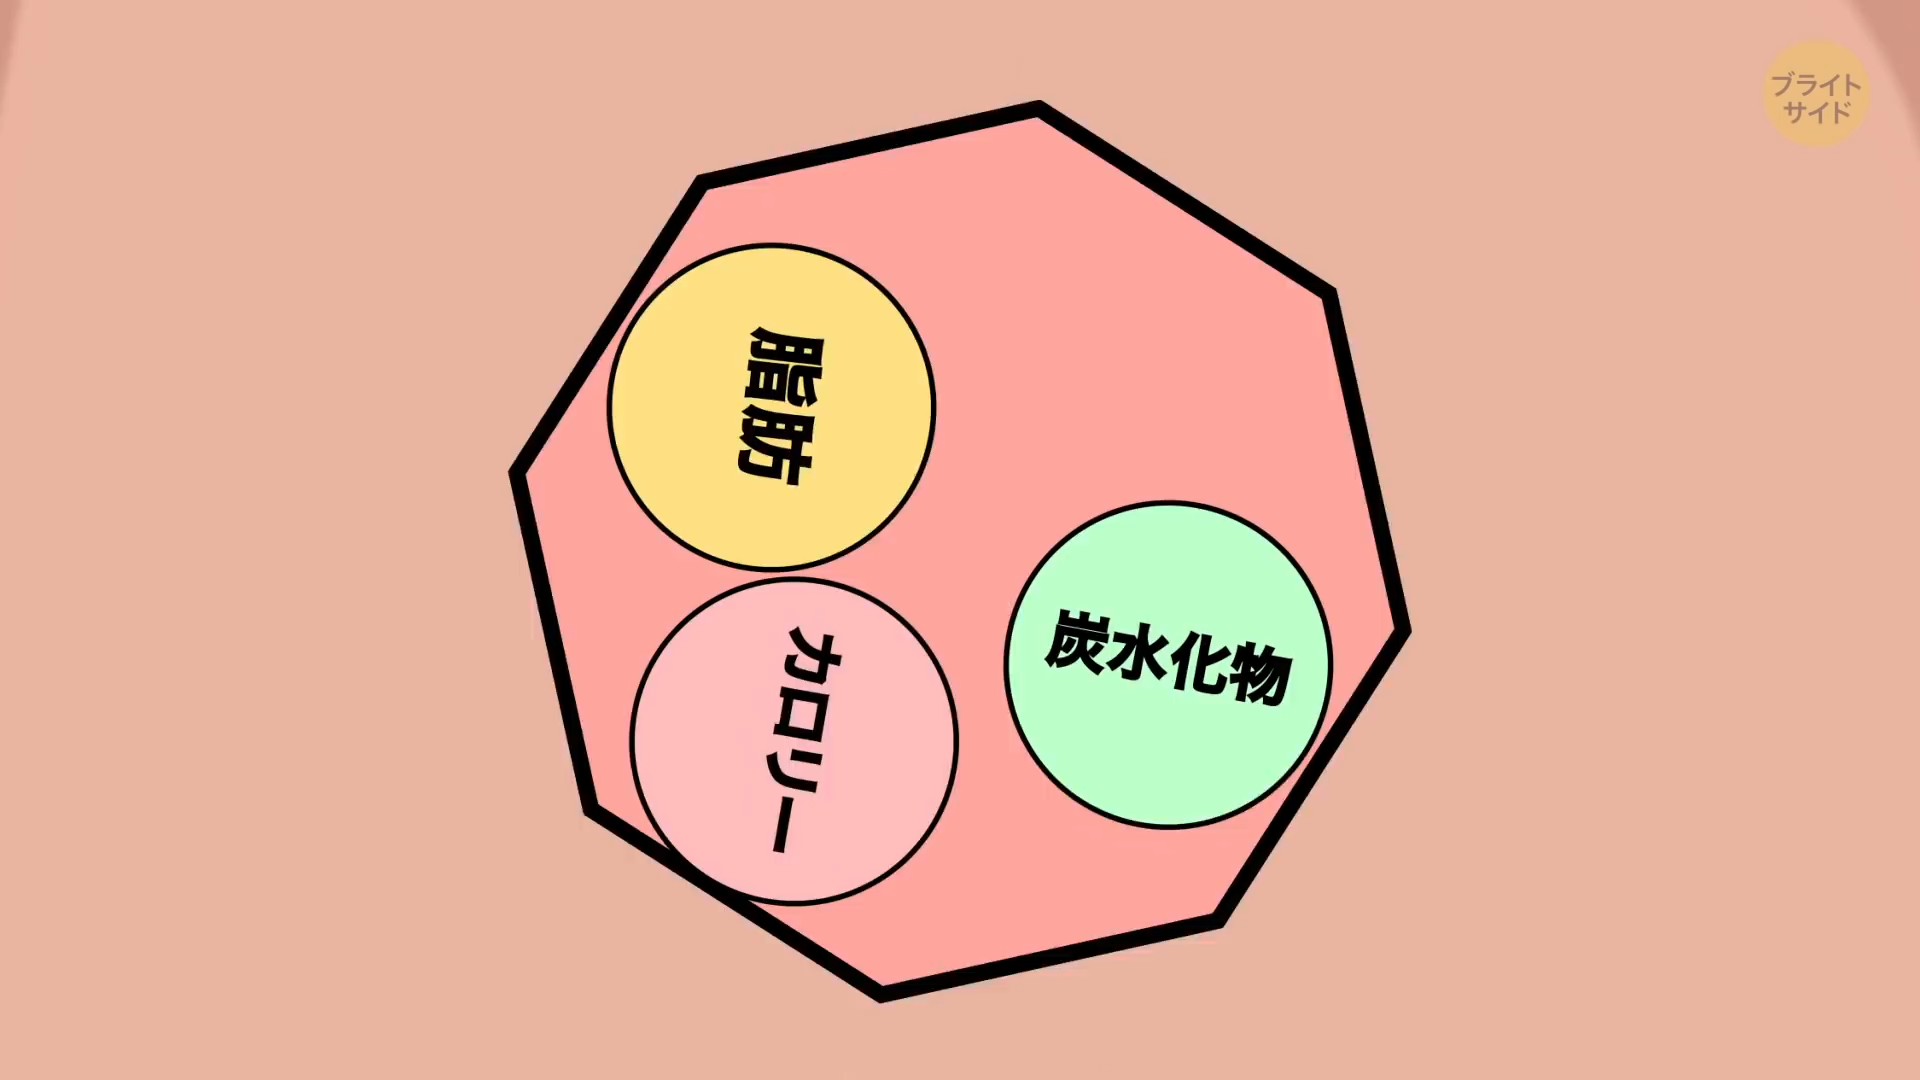 ブライト
サイド
脂肪
炭水化物
カロリー